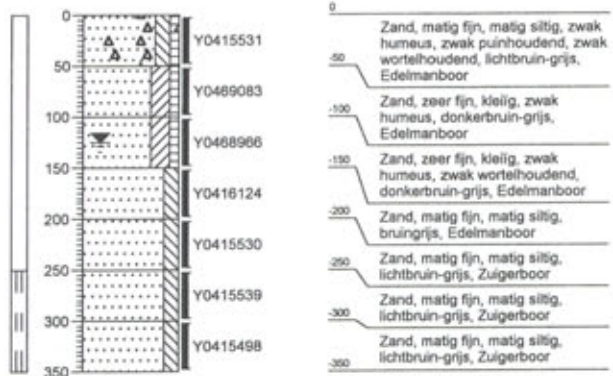 0
50
100
150
200
250
300
350
Y0415531
Y0469083
Y0468966
Y0416124
Y0415530
Y0415539
Y0415498
0
Zand, matig fijn, matig siltig, zwak
humeus, zwak puinhoudend, zwak
wortelhoudend, lichtbruin-grijs,
Edelmanboor
-50
Zand, zeer fijn, kleiïg, zwak
humeus, donkerbruin-grijs,
Edelmanboor
-100
Zand, zeer fijn, kleiïg, zwak
humeus, zwak wortelhoudend,
donkerbruin-grijs, Edelmanboor
-150
Zand, matig fijn, matig siltig,
bruingrijs, Edelmanboor
-200
Zand, matig fijn, matig siltig,
lichtbruin-grijs, Zuigerboor
-250
Zand, matig fijn, matig siltig,
lichtbruin-grijs, Zuigerboor
-300
Zand, matig fijn, matig siltig,
lichtbruin-grijs, Zuigerboor
-350